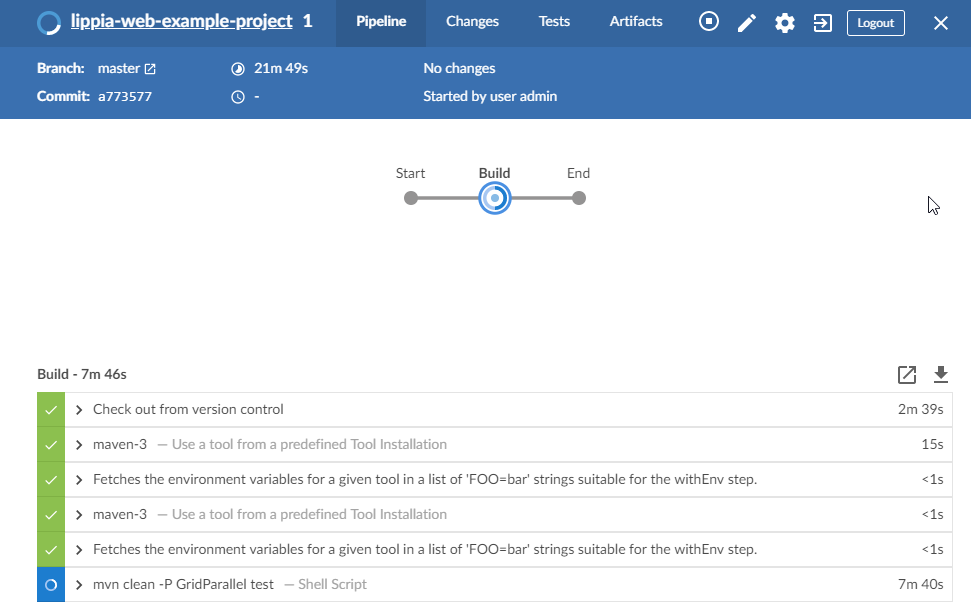 lippia-web-example-project 1 Pipeline Changes Tests Artifacts Logout
Branch: master 21m 49s No changes
Commit: a773577 - Started by user admin
Start Build End
Build - 7m 46s
Check out from version control 2m 39s
maven-3 — Use a tool from a predefined Tool Installation 15s
Fetches the environment variables for a given tool in a list of 'FOO=bar' strings suitable for the withEnv step. <1s
maven-3 — Use a tool from a predefined Tool Installation <1s
Fetches the environment variables for a given tool in a list of 'FOO=bar' strings suitable for the withEnv step. <1s
mvn clean -P GridParallel test — Shell Script 7m 40s